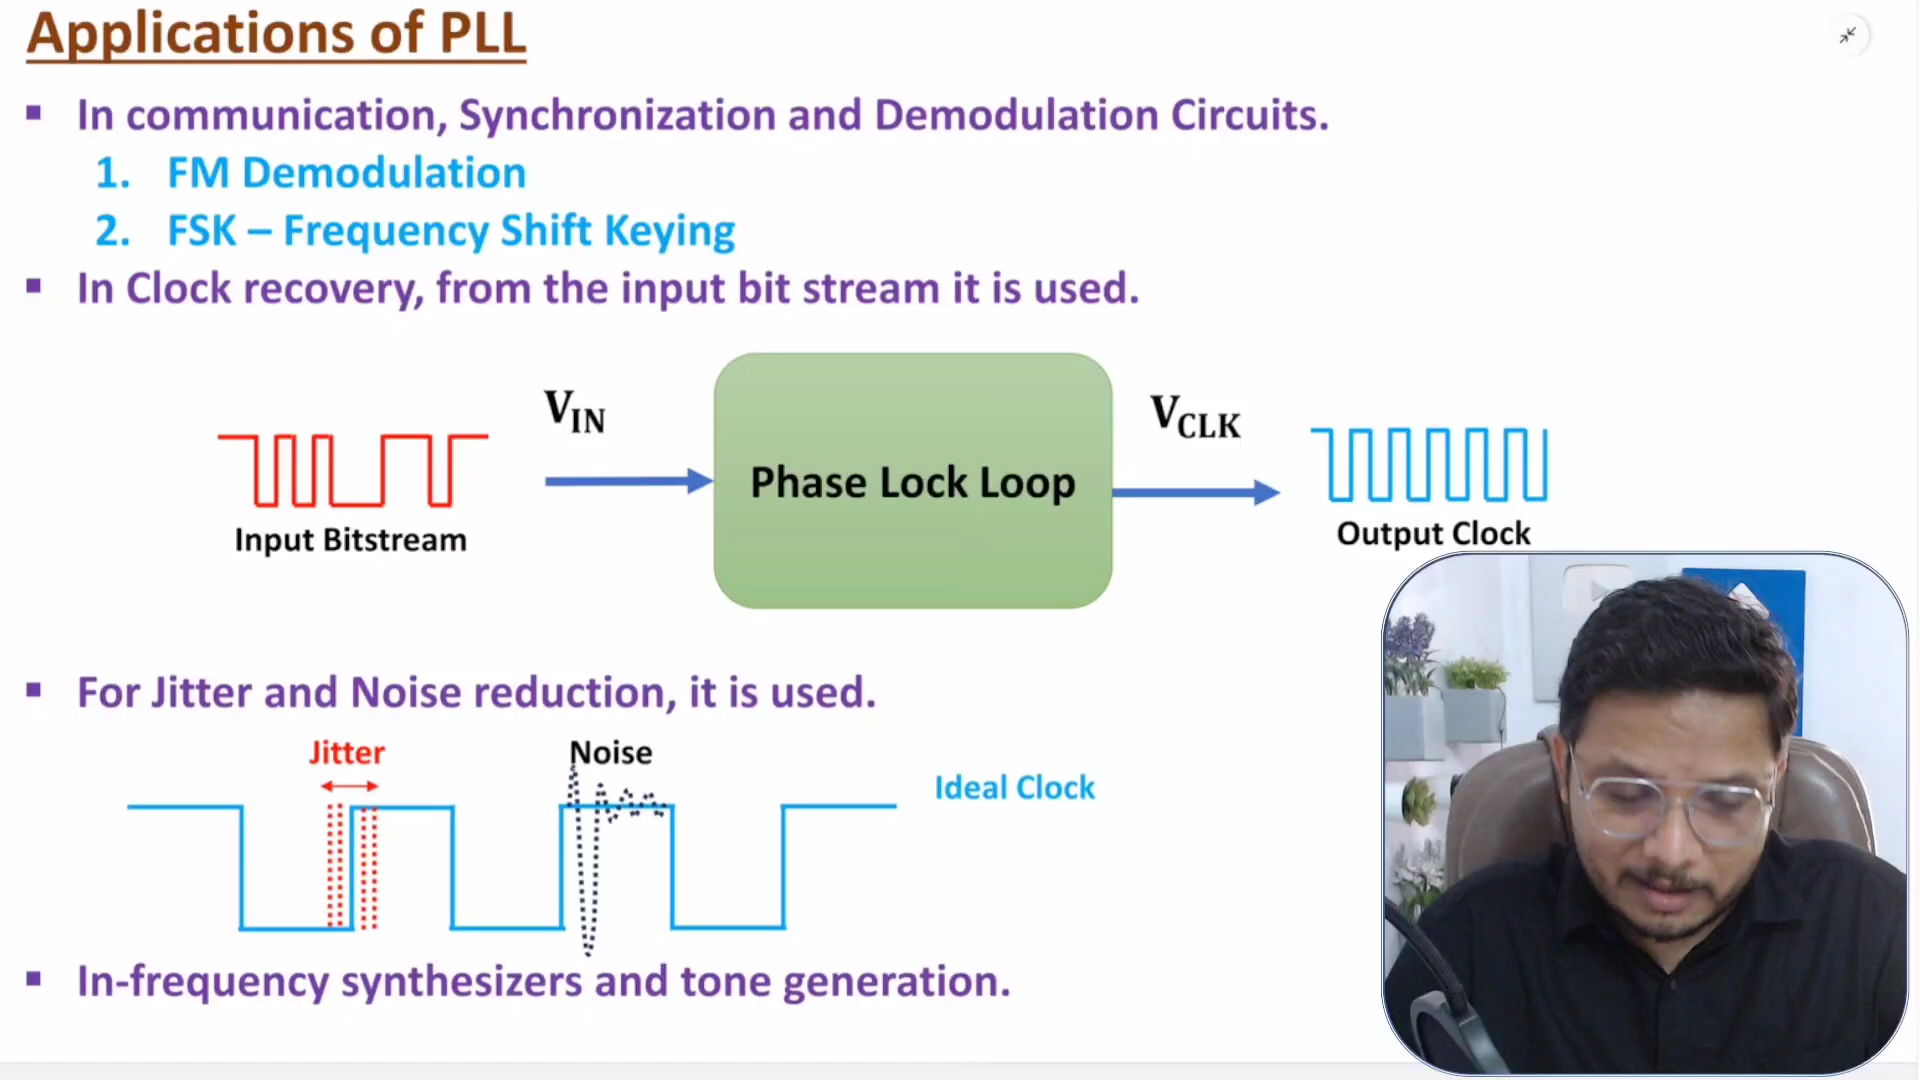 Applications of PLL
▪ In communication, Synchronization and Demodulation Circuits.
1. FM Demodulation
2. FSK – Frequency Shift Keying
▪ In Clock recovery, from the input bit stream it is used.
V_IN
V_CLK
Phase Lock Loop
Input Bitstream
Output Clock
▪ For Jitter and Noise reduction, it is used.
Jitter
Noise
Ideal Clock
▪ In-frequency synthesizers and tone generation.